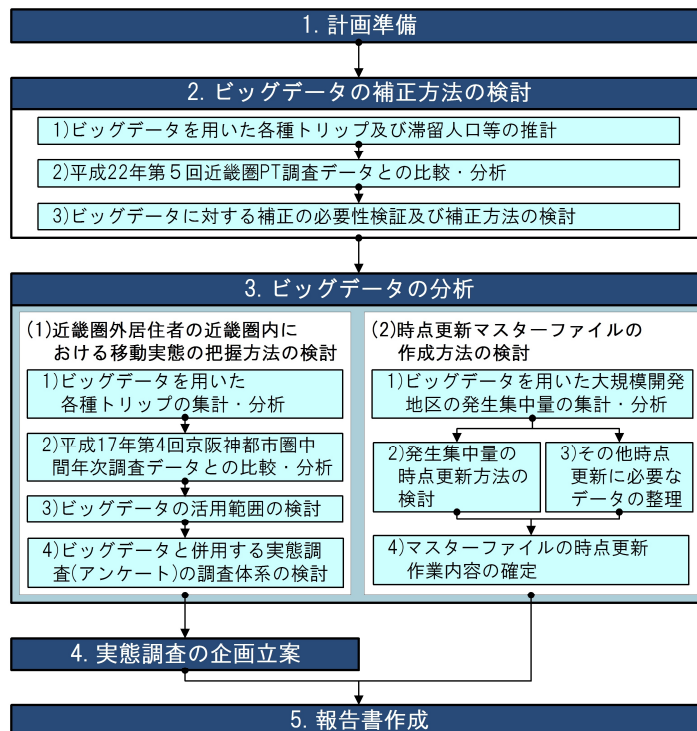 1. 計画準備
2. ビッグデータの補正方法の検討
1)ビッグデータを用いた各種トリップ及び滞留人口等の推計
2)平成22年第５回近畿圏PT調査データとの比較・分析
3)ビッグデータに対する補正の必要性検証及び補正方法の検討
3. ビッグデータの分析
(1)近畿圏外居住者の近畿圏内に
おける移動実態の把握方法の検討
1)ビッグデータを用いた
各種トリップの集計・分析
2)平成17年第4回京阪神都市圏中
間年次調査データとの比較・分析
3)ビッグデータの活用範囲の検討
4)ビッグデータと併用する実態調
査(アンケート)の調査体系の検討
(2)時点更新マスターファイルの
作成方法の検討
1)ビッグデータを用いた大規模開発
地区の発生集中量の集計・分析
2)発生集中量の
時点更新方法の
検討
3)その他時点
更新に必要な
データの整理
4)マスターファイルの時点更新
作業内容の確定
4. 実態調査の企画立案
5. 報告書作成